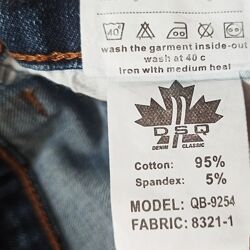 40
wash the garment inside-out
wash at 40 c
Iron with medium heal
DSQ
DENIM CLASSIC
Cotton: 95%
Spandex: 5%
MODEL: QB-9254
FABRIC: 8321-1